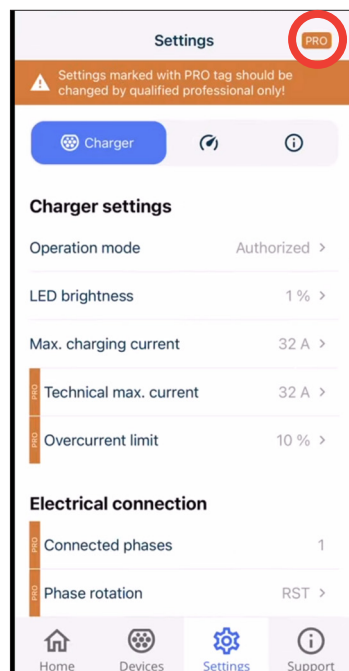 Settings
PRO
Settings marked with PRO tag should be
changed by qualified professional only!
Charger
Charger settings
Operation mode Authorized >
LED brightness 1 % >
Max. charging current 32 A >
PRO Technical max. current 32 A >
PRO Overcurrent limit 10 % >
Electrical connection
PRO Connected phases 1
PRO Phase rotation RST >
Home Devices Settings Support